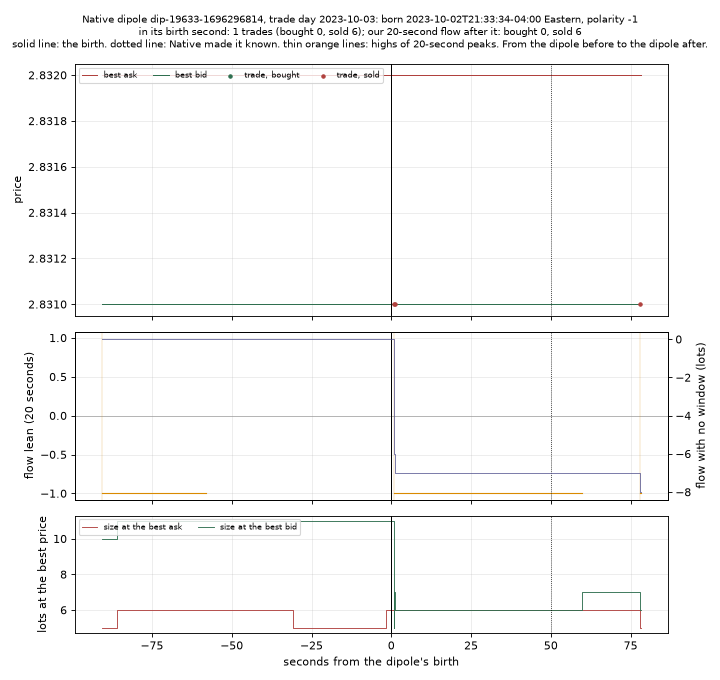 Native dipole dip-19633-1696296814, trade day 2023-10-03: born 2023-10-02T21:33:34-04:00 Eastern, polarity -1
in its birth second: 1 trades (bought 0, sold 6); our 20-second flow after it: bought 0, sold 6
solid line: the birth. dotted line: Native made it known. thin orange lines: highs of 20-second peaks. From the dipole before to the dipole after.
best ask best bid trade, bought trade, sold
2.8320
2.8318
2.8316
2.8314
2.8312
2.8310
price
1.0
0.5
0.0
−0.5
−1.0
flow lean (20 seconds)
0
−2
−4
−6
−8
flow with no window (lots)
size at the best ask size at the best bid
10
8
6
lots at the best price
−75 −50 −25 0 25 50 75
seconds from the dipole's birth